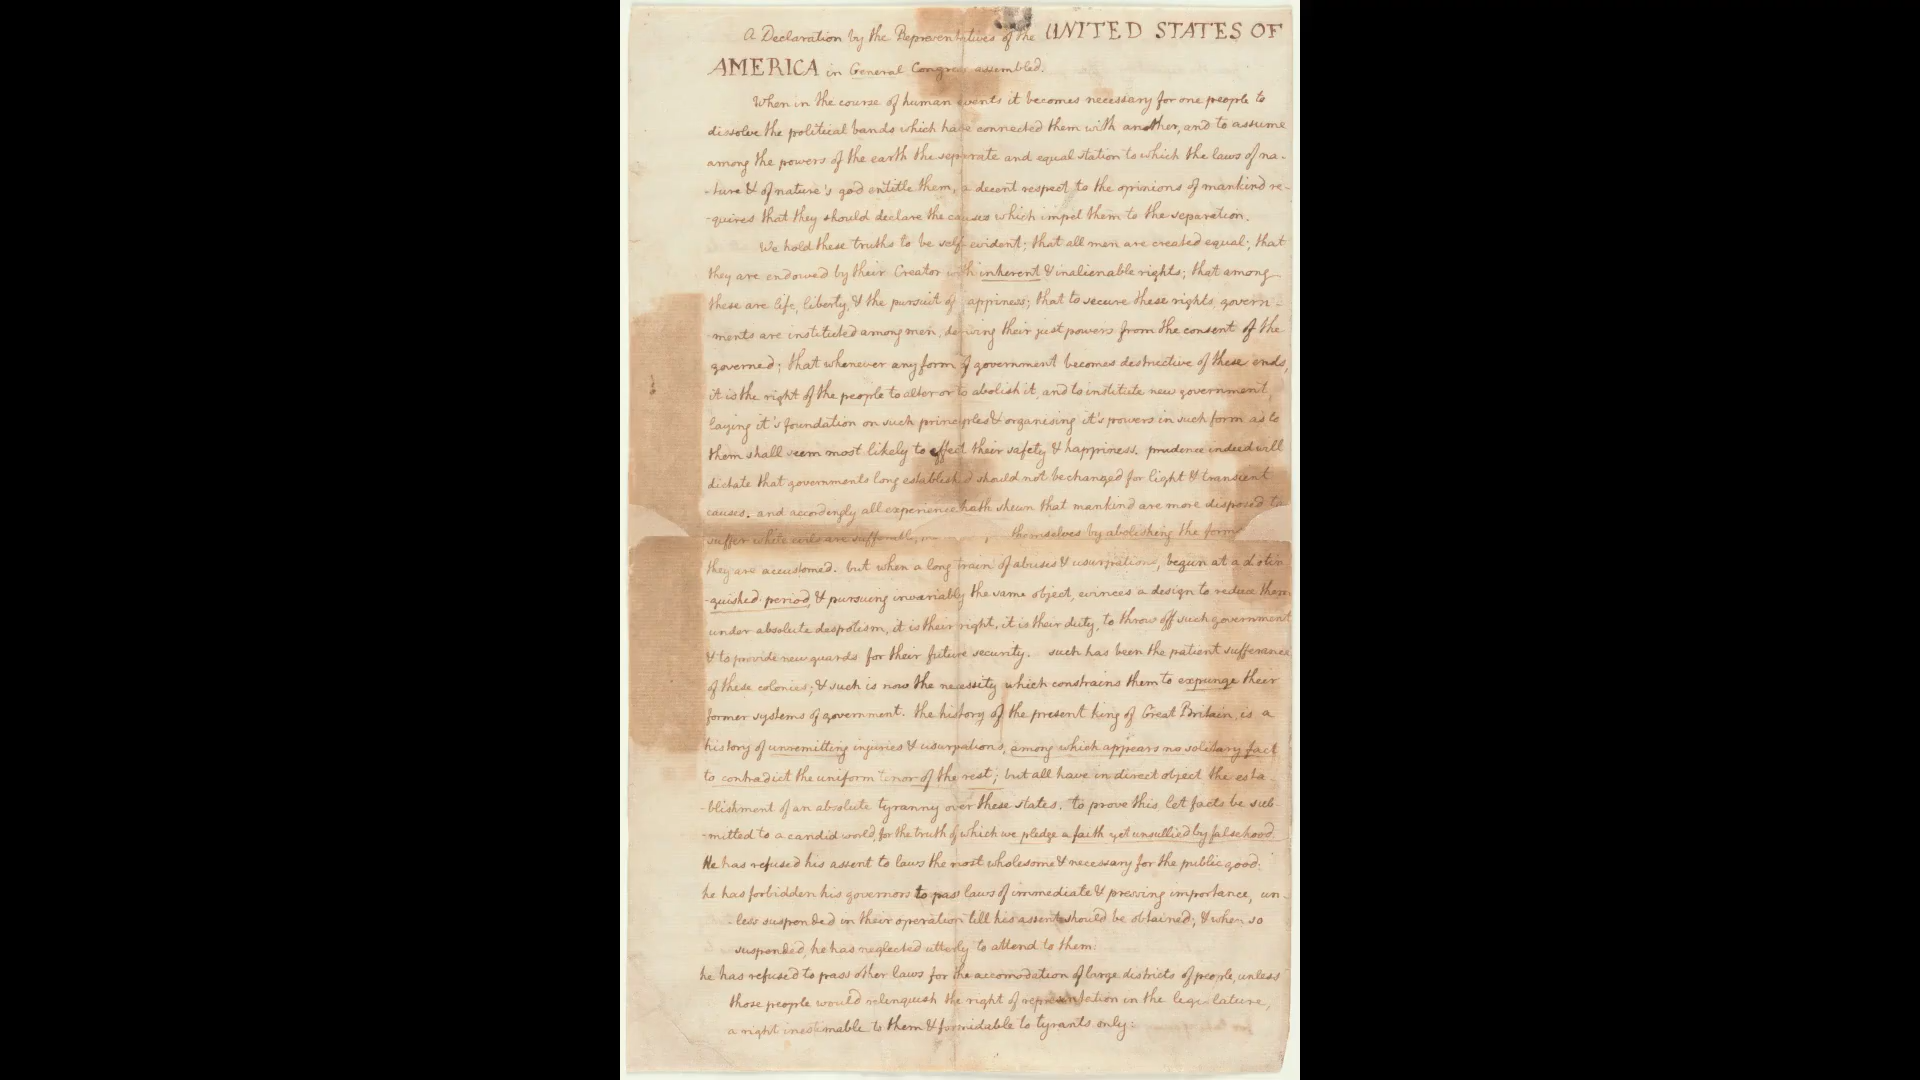 A Declaration by the Representatives of the UNITED STATES OF
AMERICA in General Congress assembled.
When in the course of human events it becomes necessary for one people to
dissolve the political bands which have connected them with another, and to assume
among the powers of the earth the separate and equal station to which the laws of na-
-ture & of nature's god entitle them, a decent respect to the opinions of mankind re-
-quires that they should declare the causes which impel them to the separation.
We hold these truths to be self evident; that all men are created equal; that
they are endowed by their Creator with inherent & inalienable rights; that among
these are life, liberty, & the pursuit of happiness; that to secure these rights, govern-
-ments are instituted among men, deriving their just powers from the consent of the
governed; that whenever any form of government becomes destructive of these ends,
it is the right of the people to alter or to abolish it, and to institute new government,
laying it's foundation on such principles & organising it's powers in such form as to
them shall seem most likely to effect their safety & happiness. prudence indeed will
dictate that governments long established should not be changed for light & transient
causes. and accordingly all experience hath shewn that mankind are more disposed to
suffer while evils are sufferable, themselves by abolishing the forms
they are accustomed. but when a long train of abuses & usurpations, begun at a distin
-guished period, & pursuing invariably the same object, evinces a design to reduce them
under absolute despotism, it is their right, it is their duty, to throw off such government
& to provide new guards for their future security. such has been the patient sufferance
of these colonies; & such is now the necessity which constrains them to expunge their
former systems of government. the history of the present king of Great Britain, is a
history of unremitting injuries & usurpations, among which appears no solitary fact
to contradict the uniform tenor of the rest; but all have in direct object the esta-
-blishment of an absolute tyranny over these states. to prove this let facts be sub-
-mitted to a candid world, for the truth of which we pledge a faith yet unsullied by falsehood.
He has refused his assent to laws the most wholesome & necessary for the public good:
he has forbidden his governors to pass laws of immediate & pressing importance, un-
-less suspended in their operation till his assent should be obtained; & when so
suspended, he has neglected utterly to attend to them:
he has refused to pass other laws for the accomodation of large districts of people, unless
those people would relinquish the right of representation in the legislature,
a right inestimable to them & formidable to tyrants only: